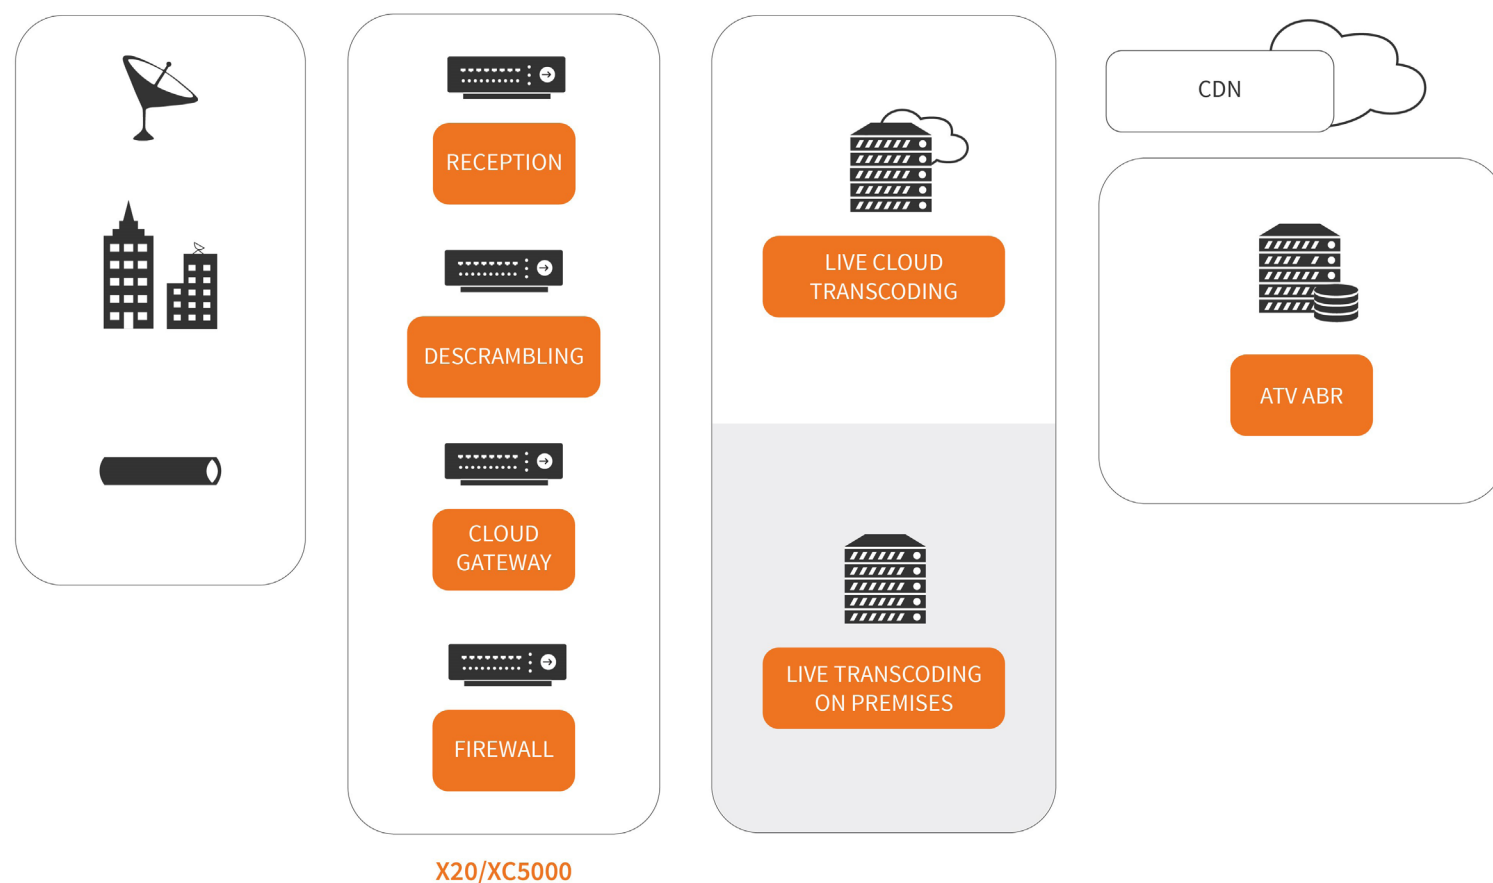 RECEPTION
DESCRAMBLING
CLOUD
GATEWAY
FIREWALL
X20/XC5000
LIVE CLOUD
TRANSCODING
LIVE TRANSCODING
ON PREMISES
CDN
ATV ABR